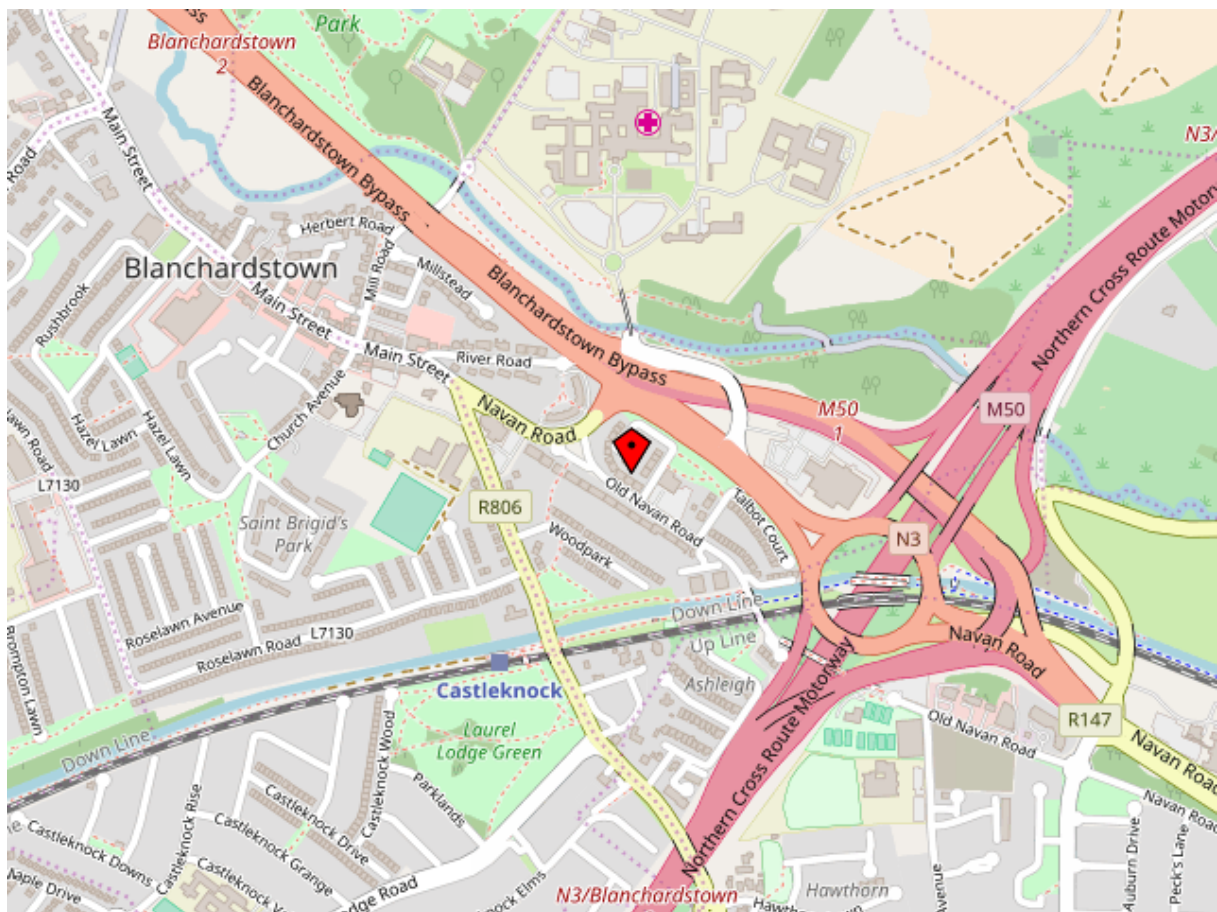 Park
Blanchardstown
2
Main Street
Blanchardstown Bypass
Herbert Road
Mill Road
Millstead
Blanchardstown
Main Street
Blanchardstown Bypass
Rushbrook
Main Street
River Road
Northern Cross Route
M50
M50
1
Navan Road
Church Avenue
Hazel Lawn
Hazel Lawn
L7130
R806
Old Navan Road
Talbot Court
Saint Brigid's
Park
Woodpark
N3
Down Line
Up Line
Roselawn Avenue
Roselawn Road
L7130
Brompton Lawn
Navan Road
Castleknock
Ashleigh
Laurel
Lodge Green
Northern Cross Route Motorway
Old Navan Road
R147
Navan Road
Down Line
Castleknock Wood
Parklands
Castleknock Rise
Castleknock Drive
Castleknock Grange
Castleknock Downs
Navan Road
Auburn Drive
Peck's Lane
Hawthorn
N3/Blanchardstown